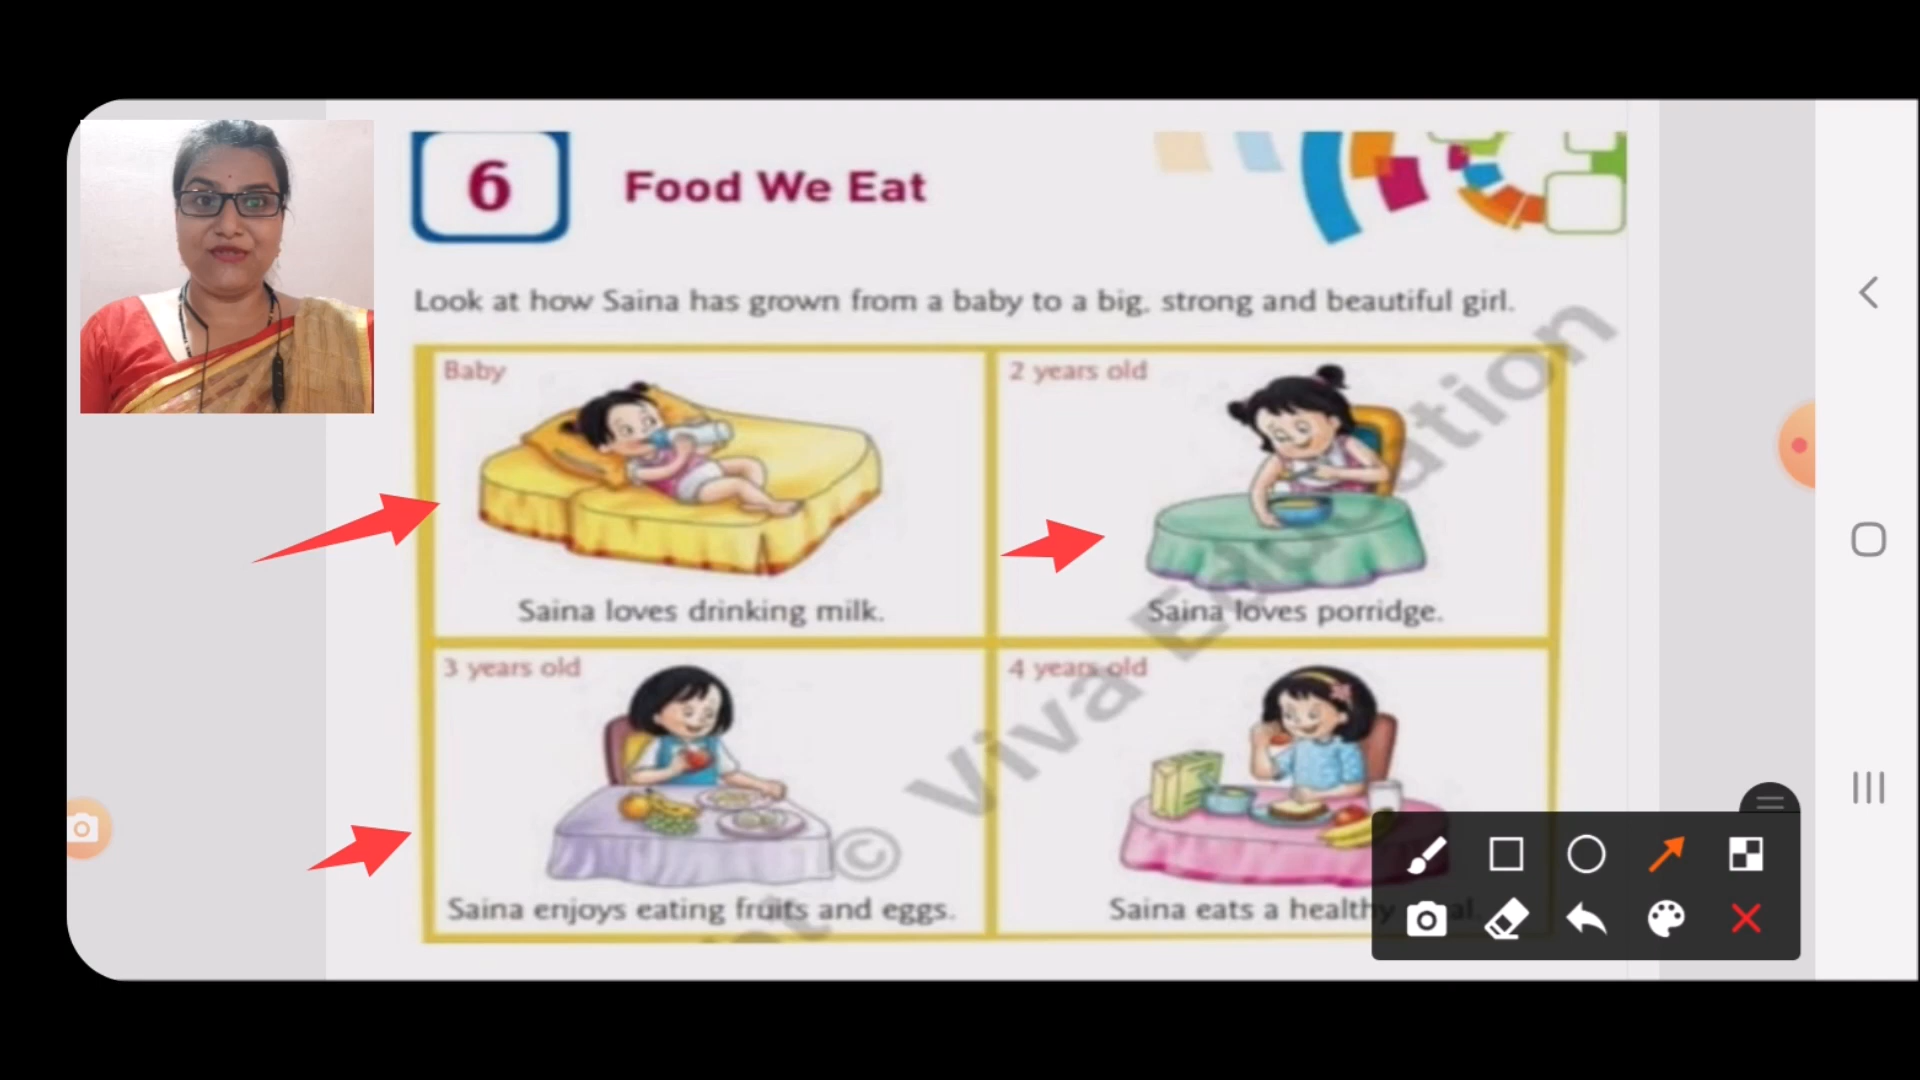 6
Food We Eat
Look at how Saina has grown from a baby to a big. strong and beautiful girl.
Baby
2 years old
Saina loves drinking milk.
Saina loves porridge.
3 years old
4 years old
Saina enjoys eating fruits and eggs.
Saina eats a healthy
© Viva Education